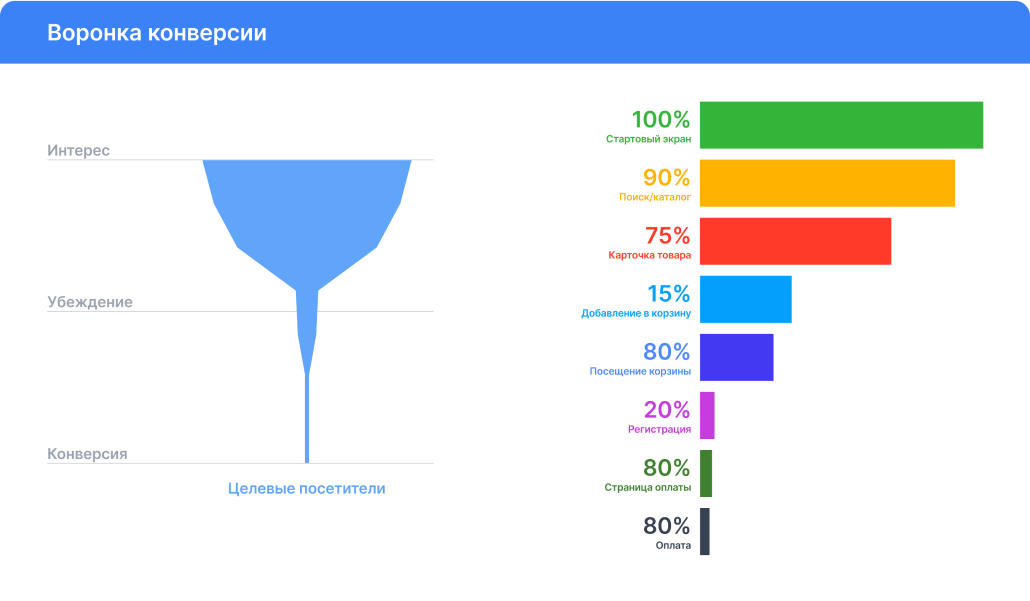 Воронка конверсии
Интерес
Убеждение
Конверсия
Целевые посетители
100%
Стартовый экран
90%
Поиск/каталог
75%
Карточка товара
15%
Добавление в корзину
80%
Посещение корзины
20%
Регистрация
80%
Страница оплаты
80%
Оплата